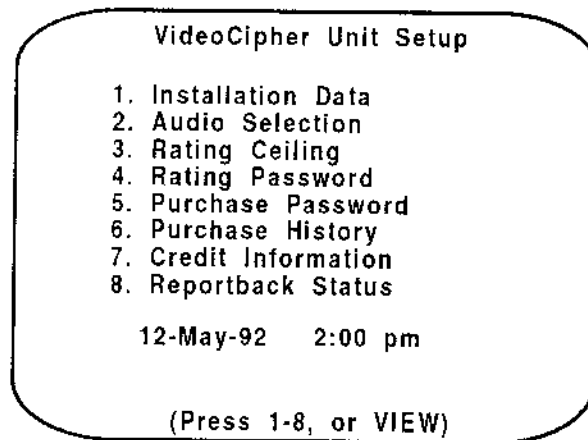 VideoCipher Unit Setup
1. Installation Data
2. Audio Selection
3. Rating Ceiling
4. Rating Password
5. Purchase Password
6. Purchase History
7. Credit Information
8. Reportback Status
12-May-92 2:00 pm
(Press 1-8, or VIEW)